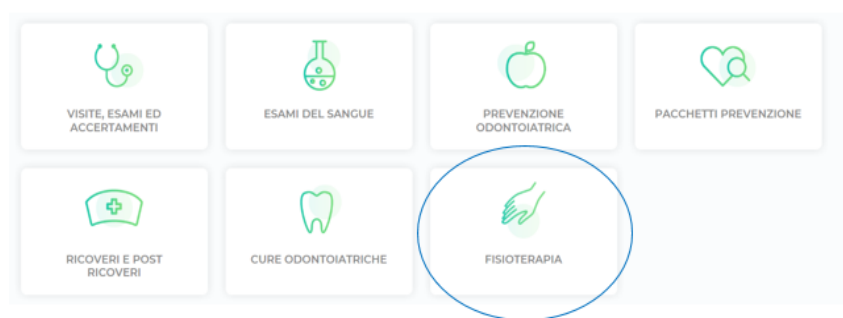 VISITE, ESAMI ED
ACCERTAMENTI
ESAMI DEL SANGUE
PREVENZIONE
ODONTOIATRICA
PACCHETTI PREVENZIONE
RICOVERI E POST
RICOVERI
CURE ODONTOIATRICHE
FISIOTERAPIA